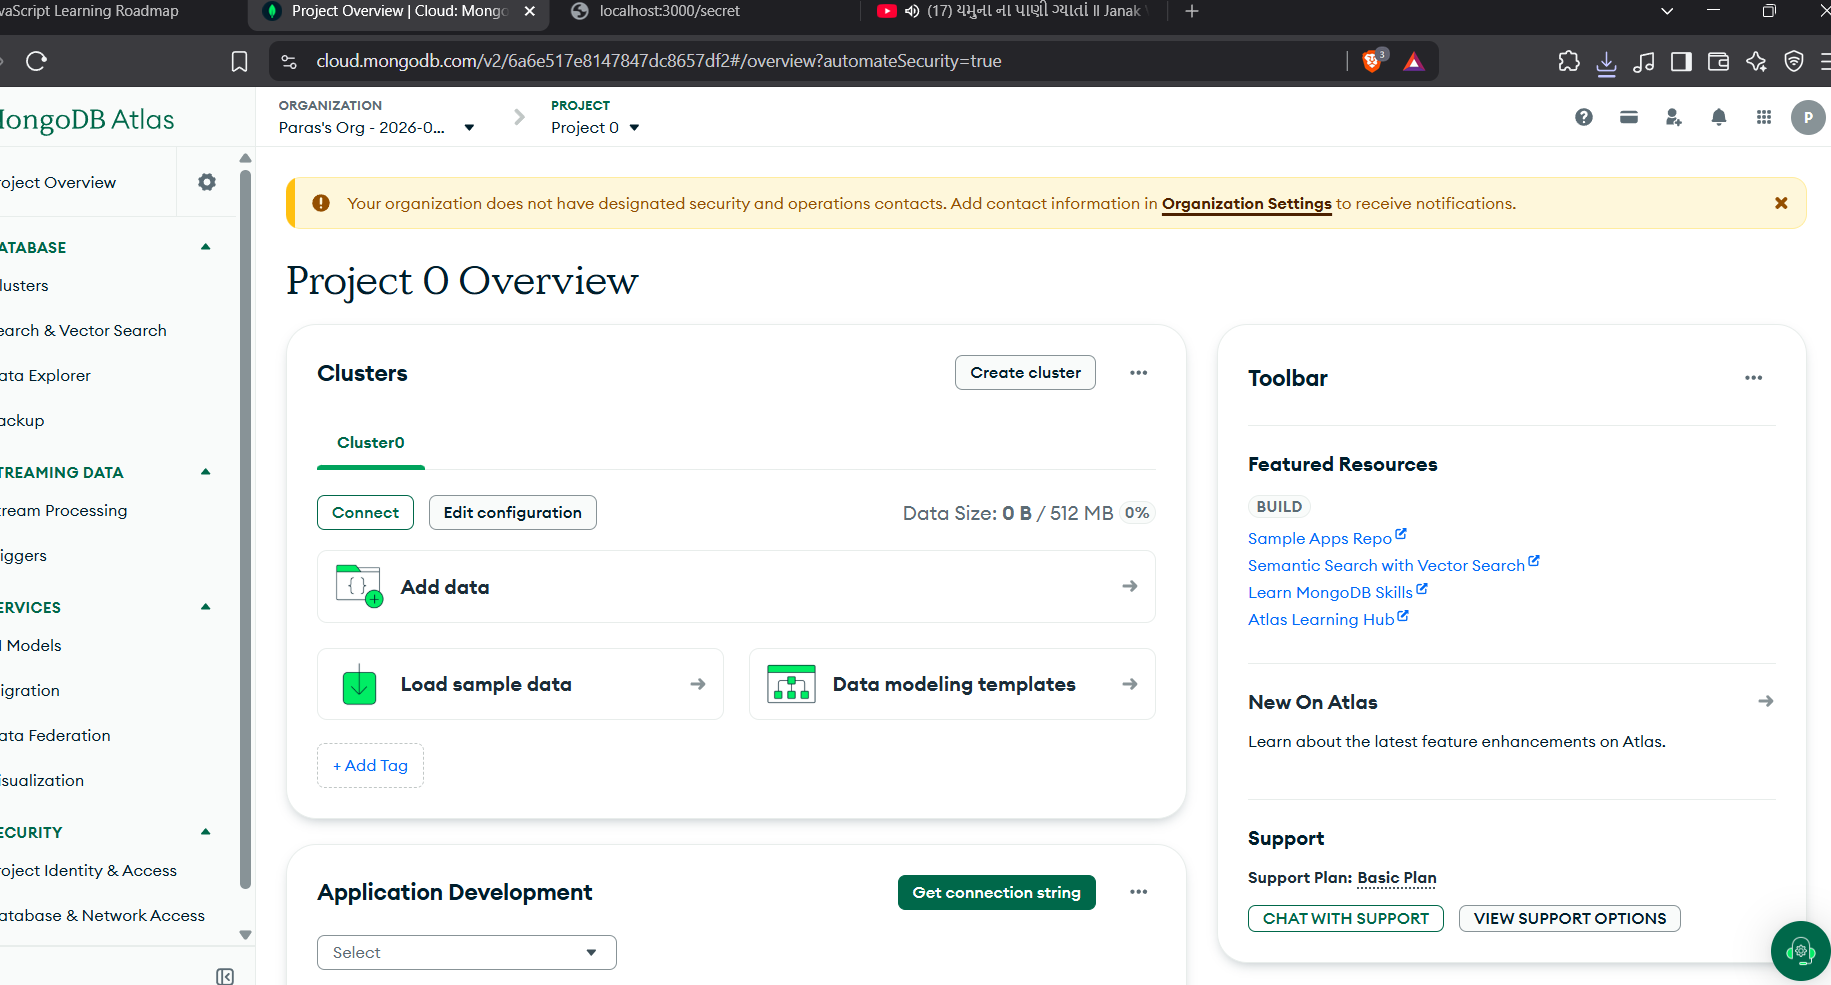 vaScript Learning Roadmap
Project Overview | Cloud: Mongo
localhost:3000/secret
(17) યમુના ના પાણી ગ્યાતાં ll Janak
cloud.mongodb.com/v2/6a6e517e8147847dc8657df2#/overview?automateSecurity=true
3
MongoDB Atlas
ORGANIZATION
Paras's Org - 2026-0...
PROJECT
Project 0
P
roject Overview
Your organization does not have designated security and operations contacts. Add contact information in Organization Settings to receive notifications.
ATABASE
lusters
earch & Vector Search
ata Explorer
ackup
TREAMING DATA
tream Processing
iggers
ERVICES
I Models
igration
ata Federation
isualization
ECURITY
roject Identity & Access
atabase & Network Access
Project 0 Overview
Clusters
Create cluster
Cluster0
Connect
Edit configuration
Data Size: 0 B / 512 MB 0%
Add data
Load sample data
Data modeling templates
+ Add Tag
Application Development
Get connection string
Select
Toolbar
Featured Resources
BUILD
Sample Apps Repo
Semantic Search with Vector Search
Learn MongoDB Skills
Atlas Learning Hub
New On Atlas
Learn about the latest feature enhancements on Atlas.
Support
Support Plan: Basic Plan
CHAT WITH SUPPORT
VIEW SUPPORT OPTIONS